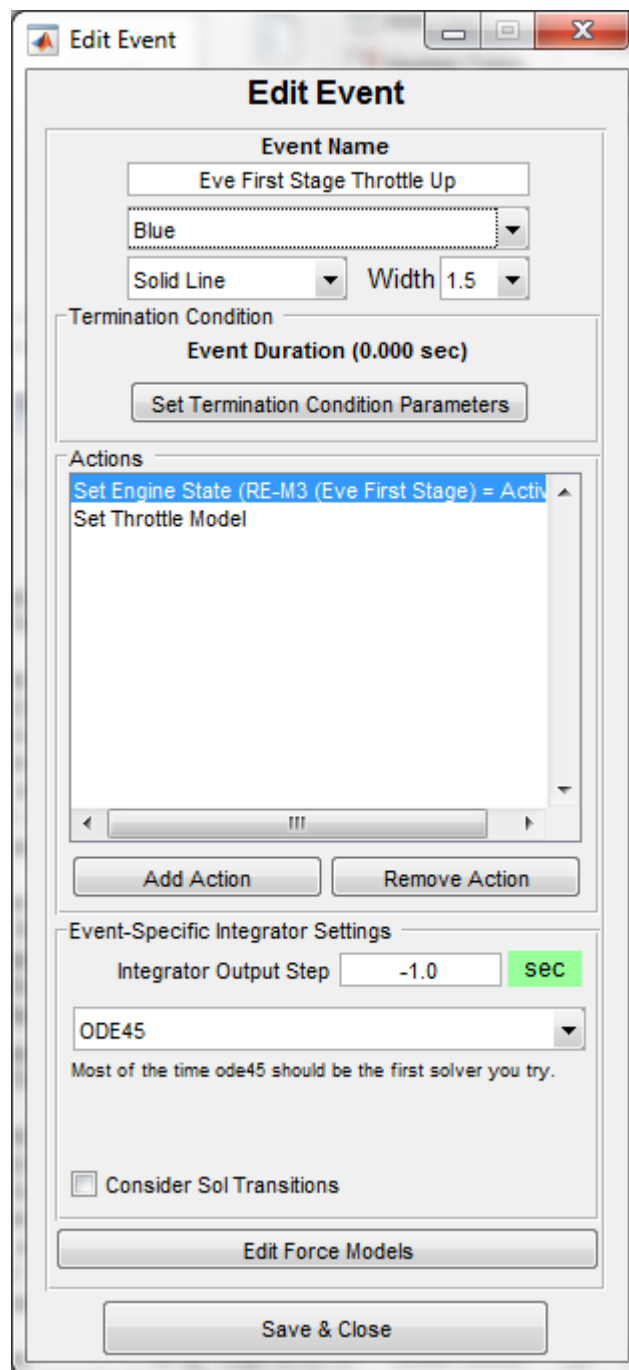 Edit Event
Edit Event
Event Name
Eve First Stage Throttle Up
Blue
Solid Line Width 1.5
Termination Condition
Event Duration (0.000 sec)
Set Termination Condition Parameters
Actions
Set Engine State (RE-M3 (Eve First Stage) = Activ
Set Throttle Model
Add Action Remove Action
Event-Specific Integrator Settings
Integrator Output Step -1.0 sec
ODE45
Most of the time ode45 should be the first solver you try.
Consider SoI Transitions
Edit Force Models
Save & Close